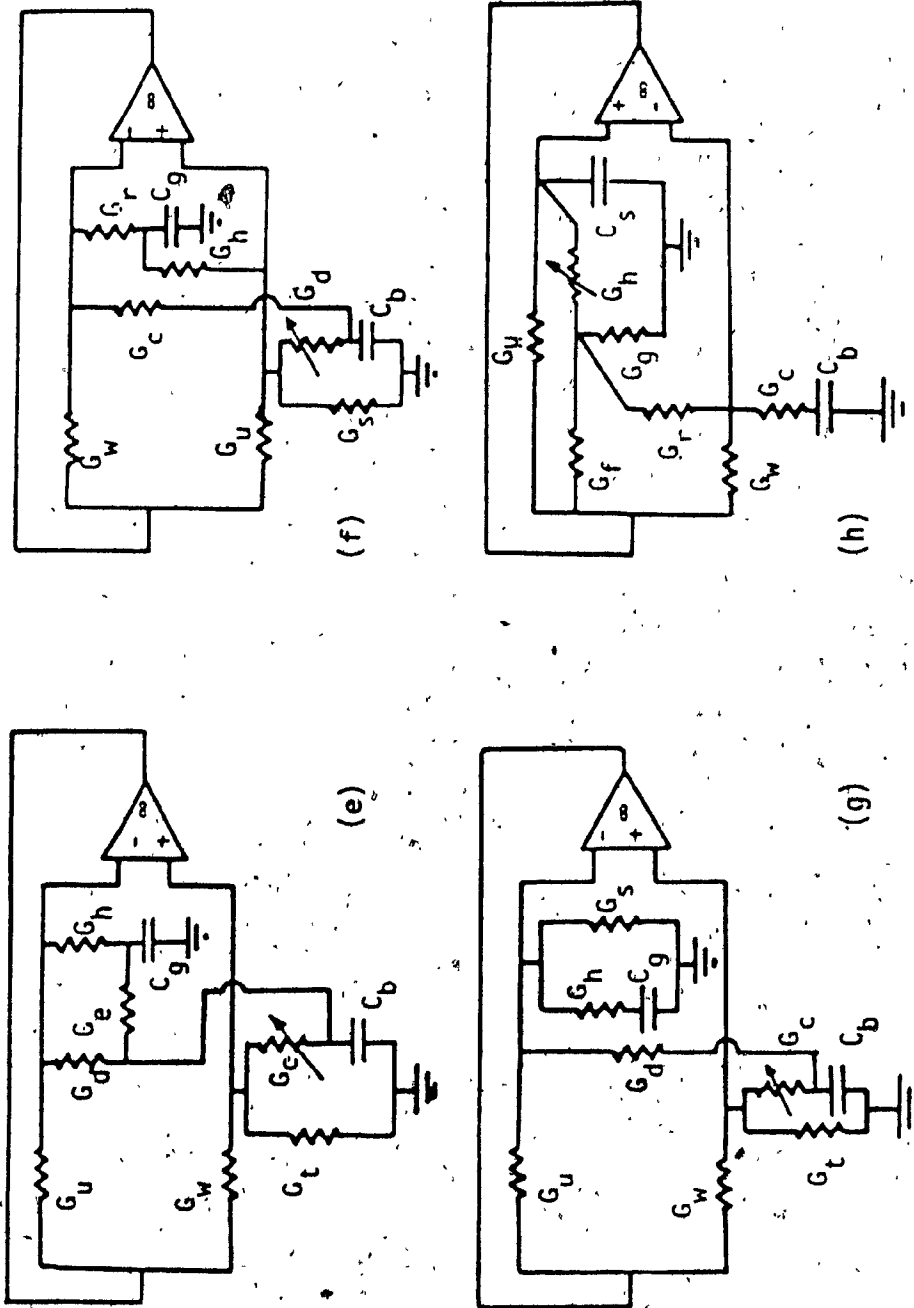 G_u
G_d
G_e
G_h
C_g
-
+
∞
G_w
G_t
G_c
C_b
(e)
G_w
G_c
G_r
C_g
G_h
-
+
∞
G_u
G_s
G_d
C_b
(f)
G_u
G_d
G_h
C_g
G_s
-
+
∞
G_w
G_t
G_c
C_b
(g)
G_f
G_g
G_h
C_s
+
-
∞
G_r
G_w
G_c
C_b
(h)